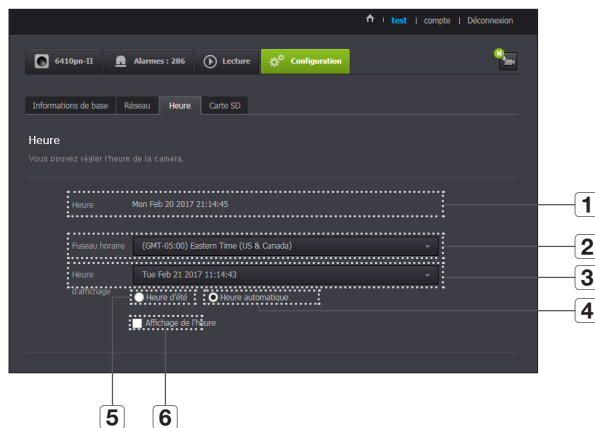 test | compte | Déconnexion
N
6410pn-II Alarmes : 286 Lecture Configuration
Informations de base Réseau Heure Carte SD
Heure
Vous pouvez régler l'heure de la caméra.
Heure Mon Feb 20 2017 21:14:45
1
Fuseau horaire (GMT-05:00) Eastern Time (US & Canada)
2
Heure d'affichage Tue Feb 21 2017 11:14:43
3
Heure d'été Heure automatique
4
Affichage de l'heure
5 6